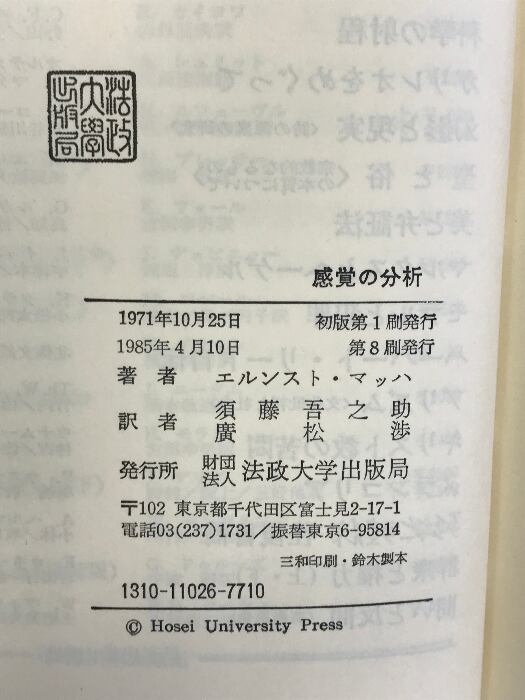 法政
大學
出版局
感覚の分析
1971年10月25日 初版第1刷発行
1985年4月10日 第8刷発行
著者 エルンスト・マッハ
訳者 須藤吾之助
廣松渉
発行所 財団法人 法政大学出版局
〒102 東京都千代田区富士見2-17-1
電話03(237)1731／振替東京6-95814
三和印刷・鈴木製本
1310-11026-7710
© Hosei University Press